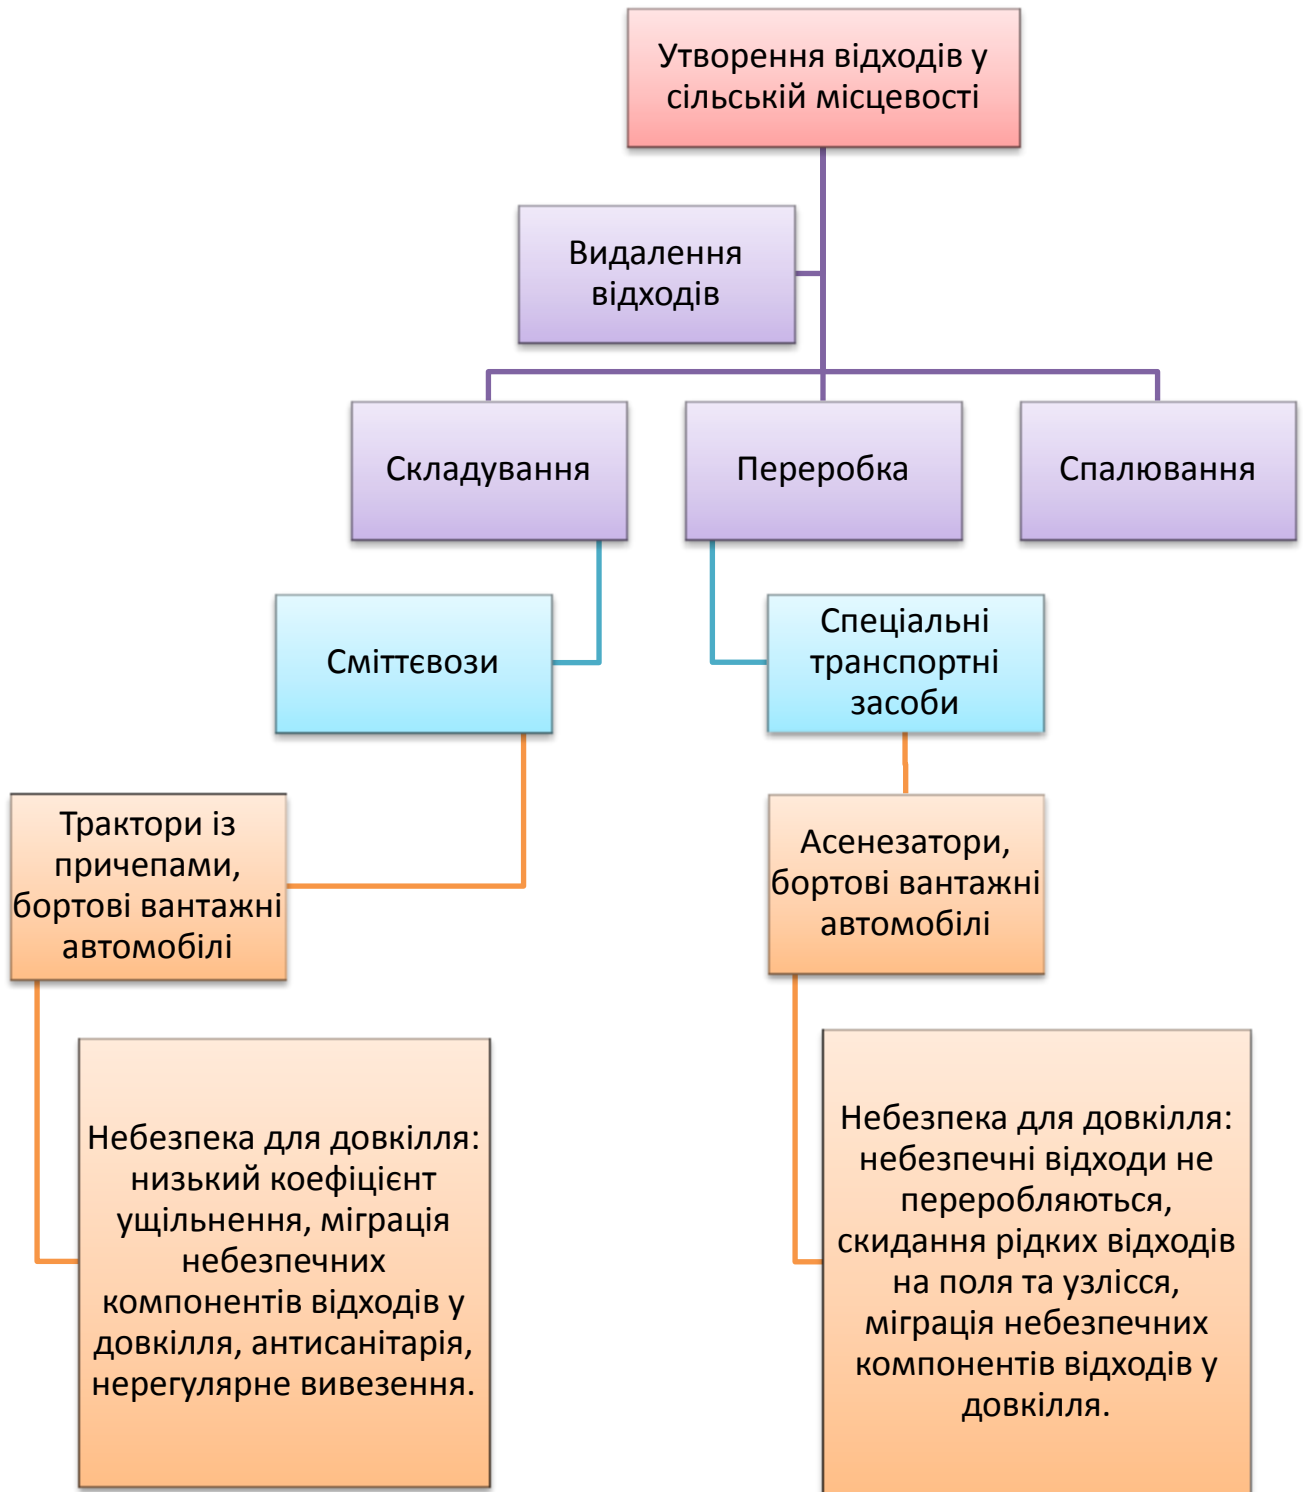 Утворення відходів у
сільській місцевості
Видалення
відходів
Складування
Переробка
Спалювання
Сміттєвози
Спеціальні
транспортні
засоби
Трактори із
причепами,
бортові вантажні
автомобілі
Асенезатори,
бортові вантажні
автомобілі
Небезпека для довкілля:
низький коефіцієнт
ущільнення, міграція
небезпечних
компонентів відходів у
довкілля, антисанітарія,
нерегулярне вивезення.
Небезпека для довкілля:
небезпечні відходи не
переробляються,
скидання рідких відходів
на поля та узлісся,
міграція небезпечних
компонентів відходів у
довкілля.